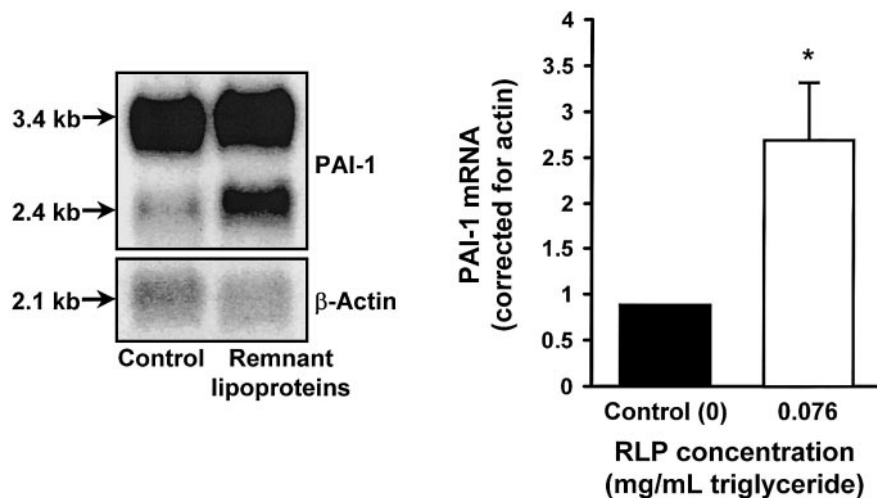 3.4 kb
PAI-1
2.4 kb
2.1 kb
β-Actin
Control
Remnant
lipoproteins
PAI-1 mRNA
(corrected for actin)
4
3.5
3
2.5
2
1.5
1
0.5
0
*
Control (0)
0.076
RLP concentration
(mg/mL triglyceride)